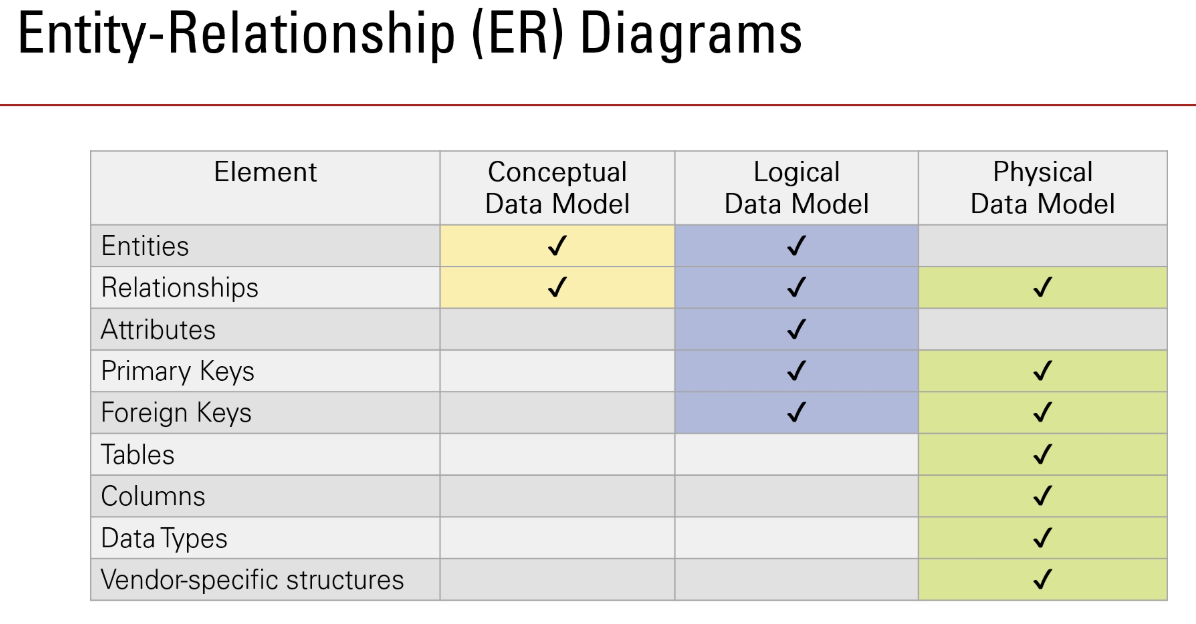 Entity-Relationship (ER) Diagrams
Element Conceptual Data Model Logical Data Model Physical Data Model
Entities ✓ ✓
Relationships ✓ ✓ ✓
Attributes ✓
Primary Keys ✓ ✓
Foreign Keys ✓ ✓
Tables ✓
Columns ✓
Data Types ✓
Vendor-specific structures ✓